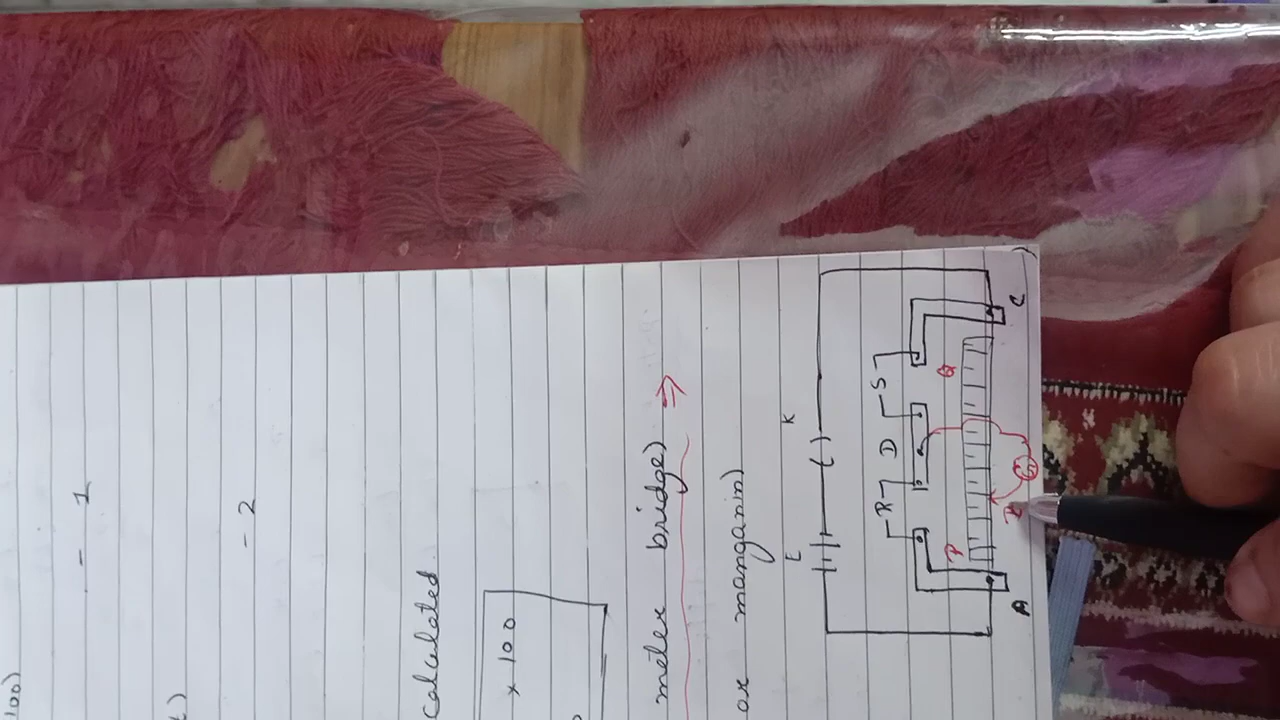 100)
- 1
- 2
calculated
× 100
meter bridge) ⇒
or manganin)
E K
R D S
P Q
G
B
A C